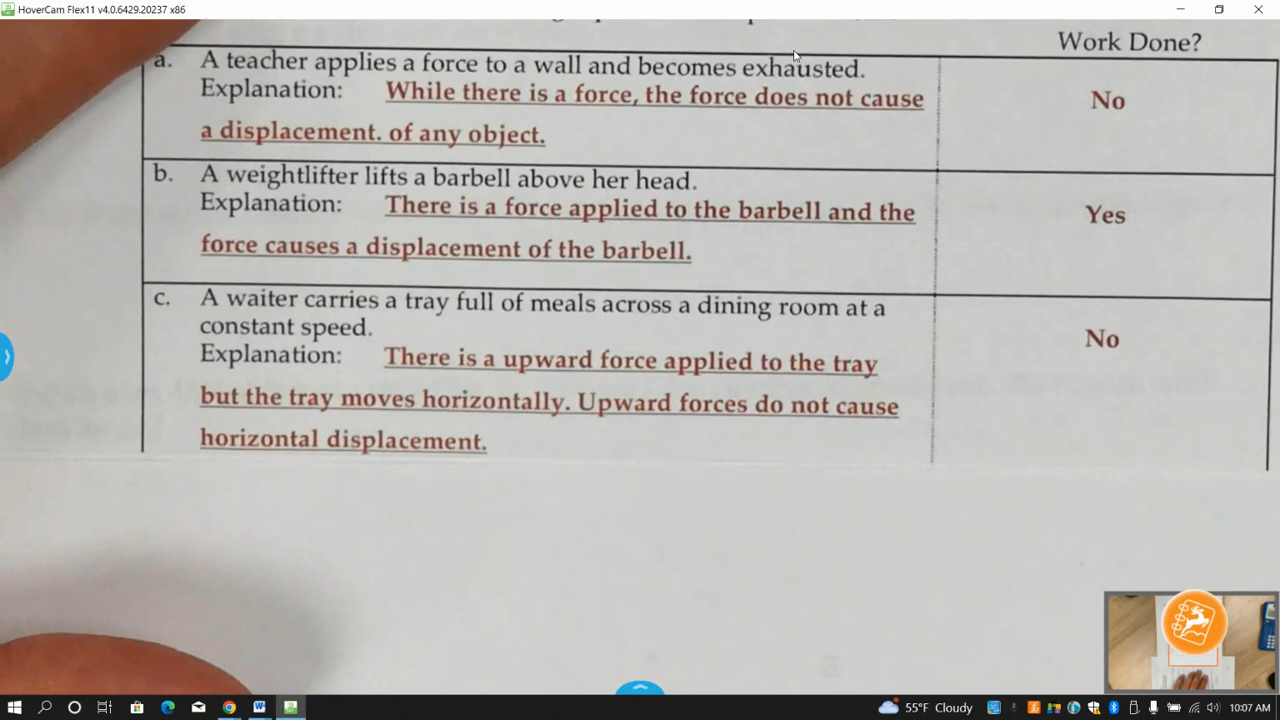 HoverCam Flex11 v4.0.6429.20237 x86
Work Done?
a. A teacher applies a force to a wall and becomes exhausted.
Explanation: While there is a force, the force does not cause
a displacement. of any object.
No
b. A weightlifter lifts a barbell above her head.
Explanation: There is a force applied to the barbell and the
force causes a displacement of the barbell.
Yes
c. A waiter carries a tray full of meals across a dining room at a
constant speed.
Explanation: There is a upward force applied to the tray
but the tray moves horizontally. Upward forces do not cause
horizontal displacement.
No
55°F Cloudy
10:07 AM